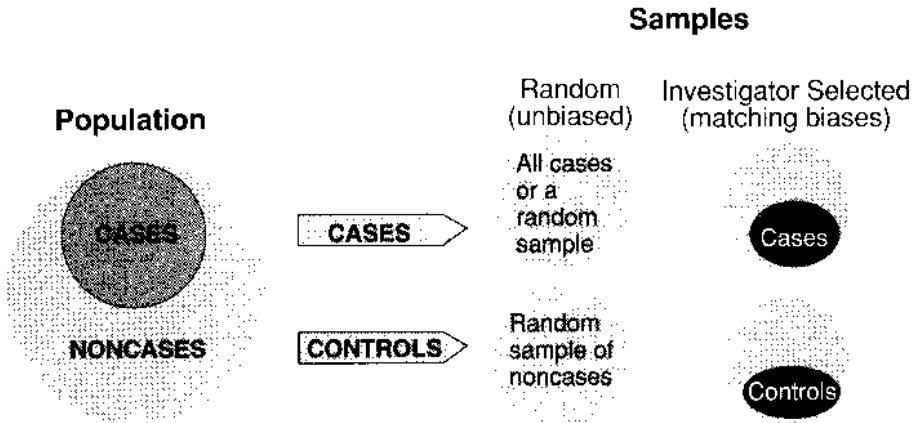 Samples
Population
Random
(unbiased)
Investigator Selected
(matching biases)
CASES
CASES
All cases
or a
random
sample
Cases
NONCASES
CONTROLS
Random
sample of
noncases
Controls